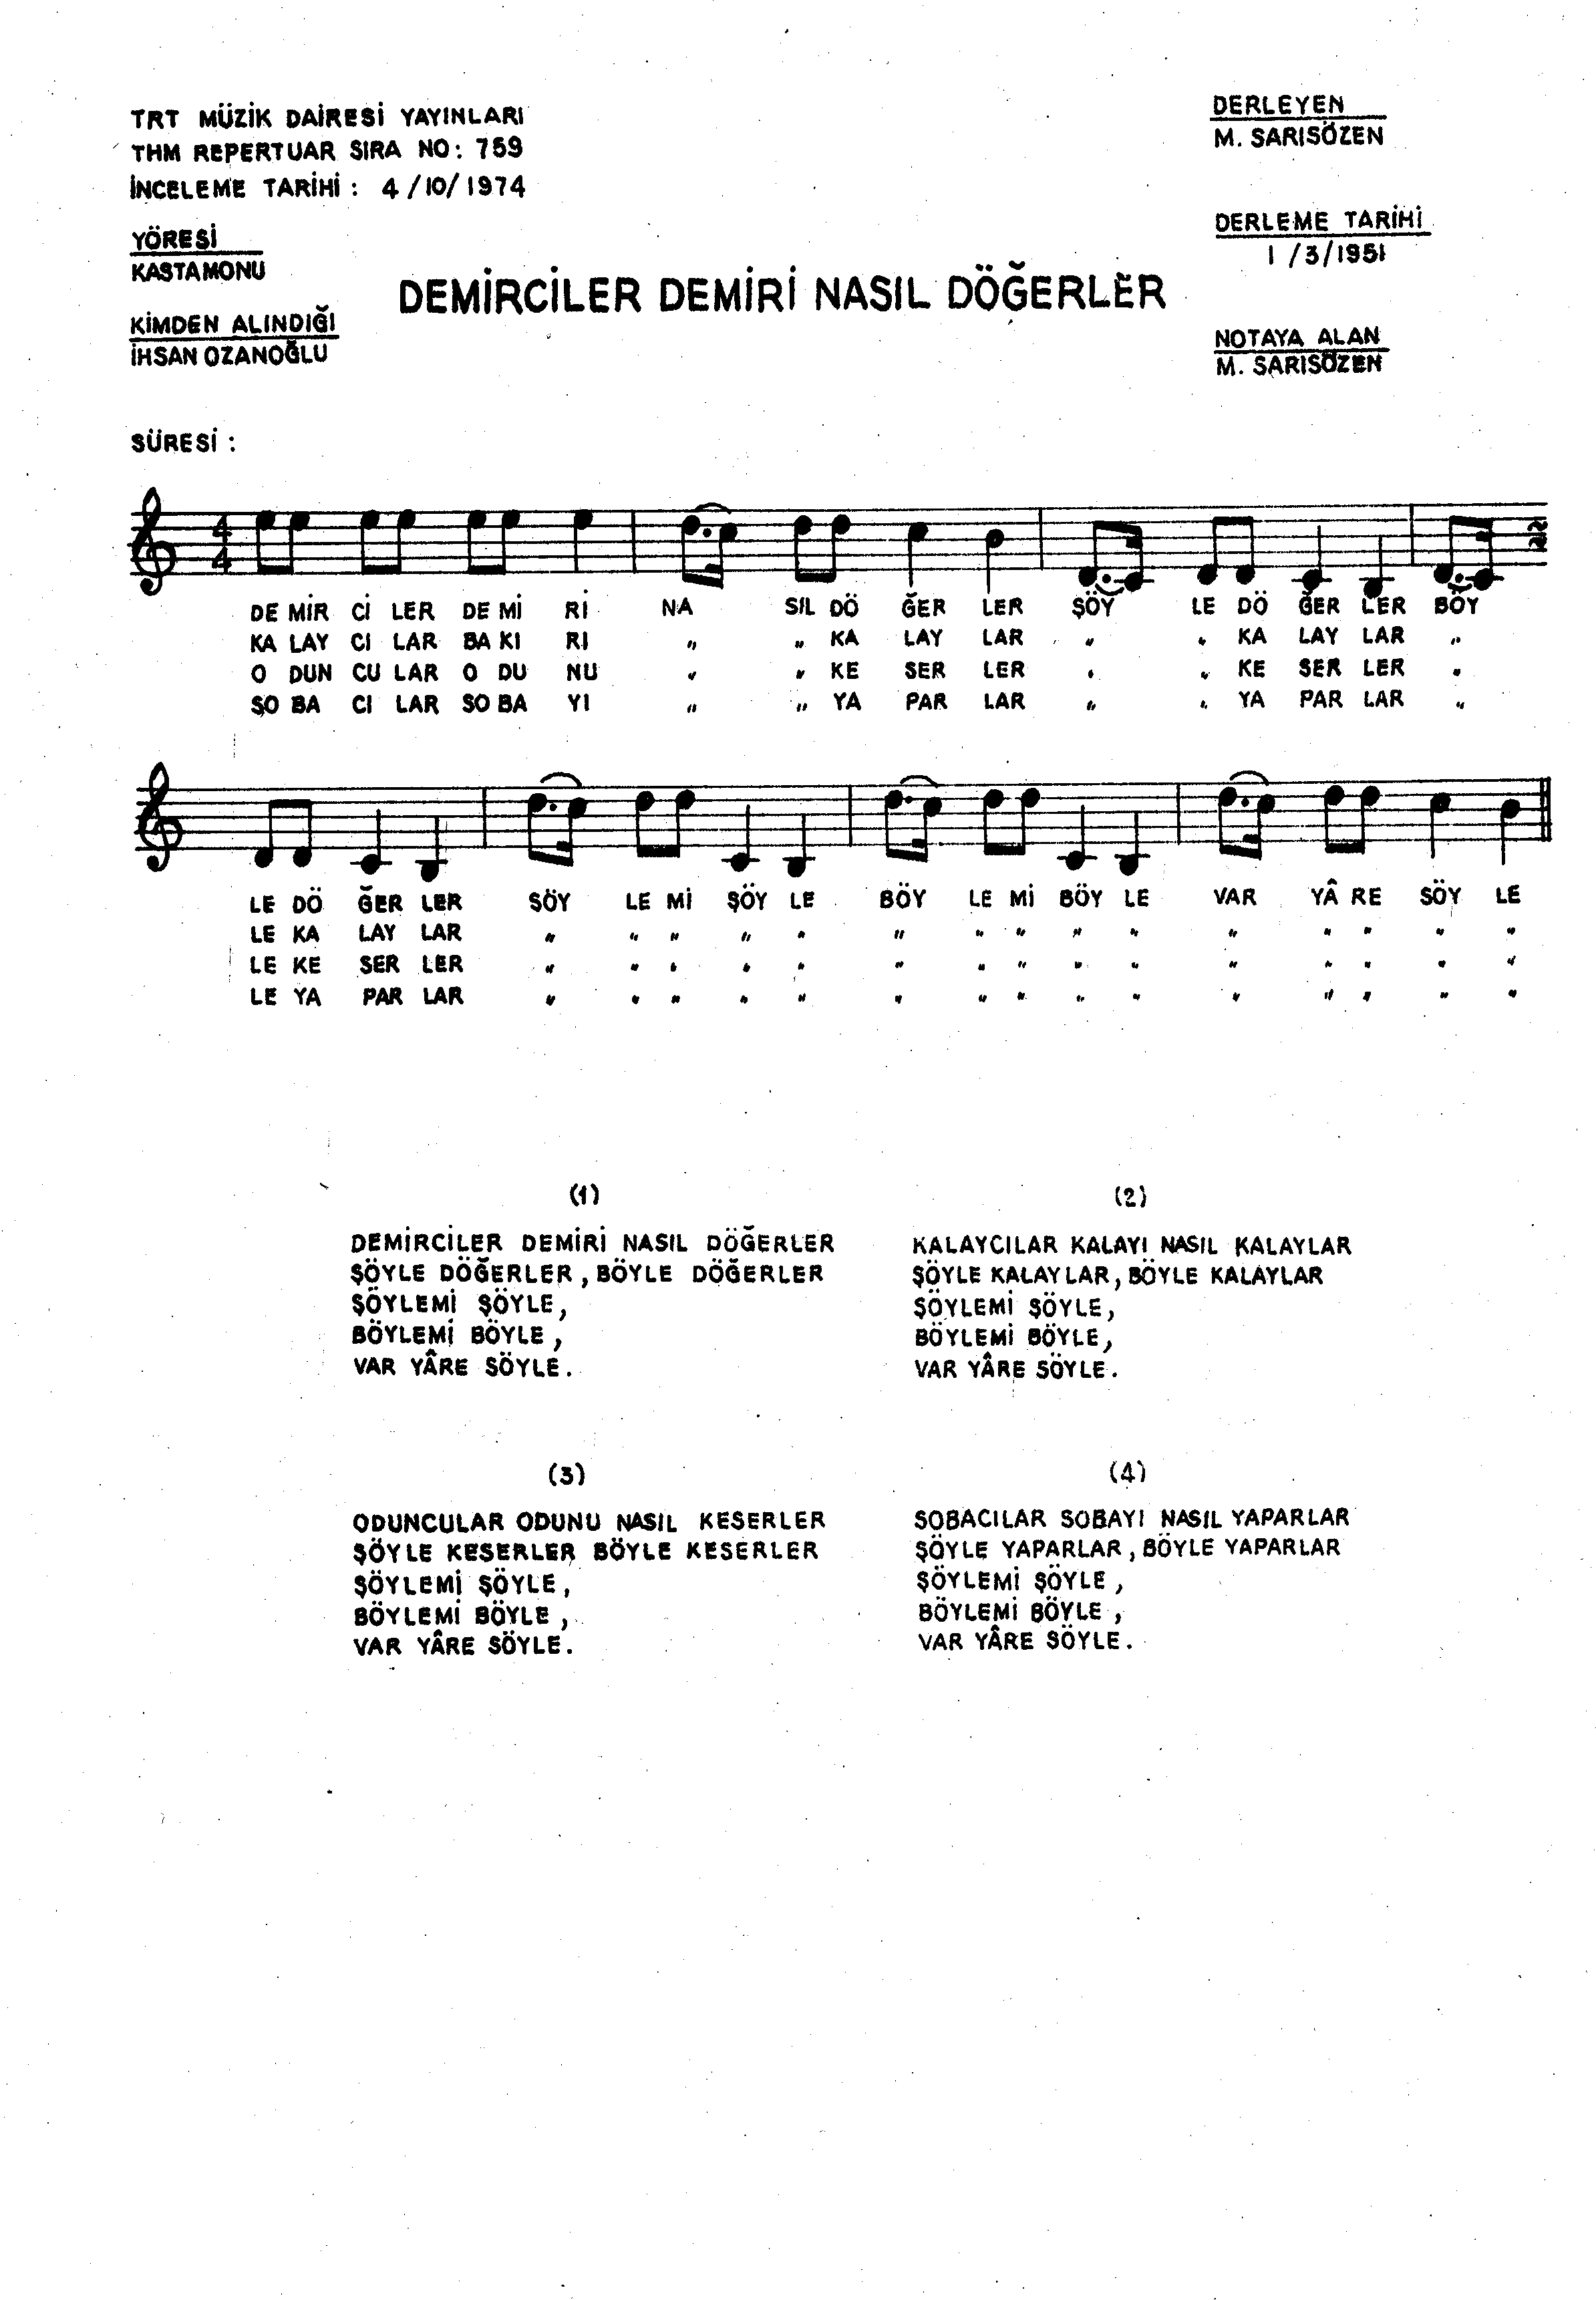 TRT MÜZİK DAİRESİ YAYINLARI
THM REPERTUAR SIRA NO: 759
İNCELEME TARİHİ : 4/10/1974
YÖRESİ
KASTAMONU
KİMDEN ALINDIĞI
İHSAN OZANOĞLU
SÜRESİ :
DEMİRCİLER DEMİRİ NASIL DÖĞERLER
DERLEYEN
M. SARISÖZEN
DERLEME TARİHİ
1/3/1951
NOTAYA ALAN
M. SARISÖZEN
4
4
DE MİR Cİ LER DE Mİ Rİ NA SIL DÖ ĞER LER ŞÖY LE DÖ ĞER LER BÖY
KA LAY CI LAR BA KI RI " " KA LAY LAR " " KA LAY LAR "
O DUN CU LAR O DU NU " " KE SER LER " " KE SER LER "
SO BA CI LAR SO BA YI " " YA PAR LAR " " YA PAR LAR "
LE DÖ ĞER LER ŞÖY LE Mİ ŞÖY LE BÖY LE Mİ BÖY LE VAR YÂ RE SÖY LE
LE KA LAY LAR " " " " " " " " " " " " " " "
LE KE SER LER " " " " " " " " " " " " " " "
LE YA PAR LAR " " " " " " " " " " " " " " "
(1)
DEMİRCİLER DEMİRİ NASIL DÖĞERLER
ŞÖYLE DÖĞERLER, BÖYLE DÖĞERLER
ŞÖYLEMİ ŞÖYLE,
BÖYLEMİ BÖYLE,
VAR YÂRE SÖYLE.
(2)
KALAYCILAR KALAYI NASIL KALAYLAR
ŞÖYLE KALAYLAR, BÖYLE KALAYLAR
ŞÖYLEMİ ŞÖYLE,
BÖYLEMİ BÖYLE,
VAR YÂRE SÖYLE.
(3)
ODUNCULAR ODUNU NASIL KESERLER
ŞÖYLE KESERLER BÖYLE KESERLER
ŞÖYLEMİ ŞÖYLE,
BÖYLEMİ BÖYLE,
VAR YÂRE SÖYLE.
(4)
SOBACILAR SOBAYI NASIL YAPARLAR
ŞÖYLE YAPARLAR, BÖYLE YAPARLAR
ŞÖYLEMİ ŞÖYLE,
BÖYLEMİ BÖYLE,
VAR YÂRE SÖYLE.